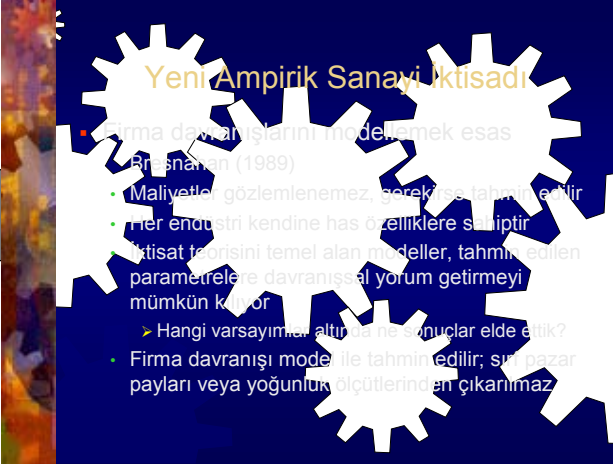 Yeni Ampirik Sanayi İktisadı
Firma davranışlarını modellemek esas
Bresnahan (1989)
Maliyetler gözlemlenemez, gerekirse tahmin edilir
Her endüstri kendine has özelliklere sahiptir
İktisat teorisini temel alan modeller, tahmin edilen
parametrelere davranışsal yorum getirmeyi
mümkün kılıyor
Hangi varsayımlar altında ne sonuçlar elde ettik?
Firma davranışı model ile tahmin edilir; sırf pazar
payları veya yoğunluk ölçütlerinden çıkarılmaz